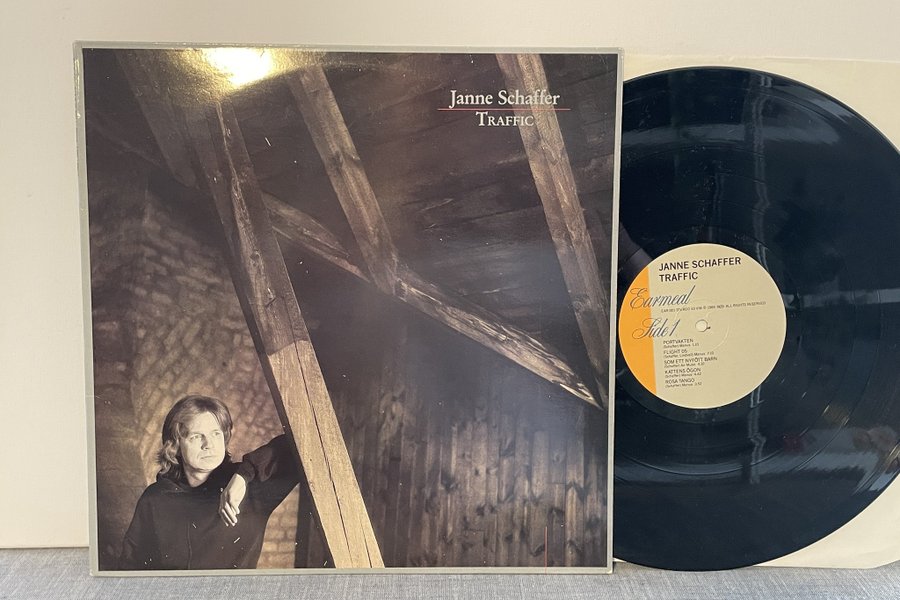 Janne Schaffer
TRAFFIC
JANNE SCHAFFER
TRAFFIC
Earmeal
Side 1
PORTVAKTEN
FLIGHT 05
SOM ETT NYFÖTT BARN
KATTENS ÖGON
ROSA TANGO